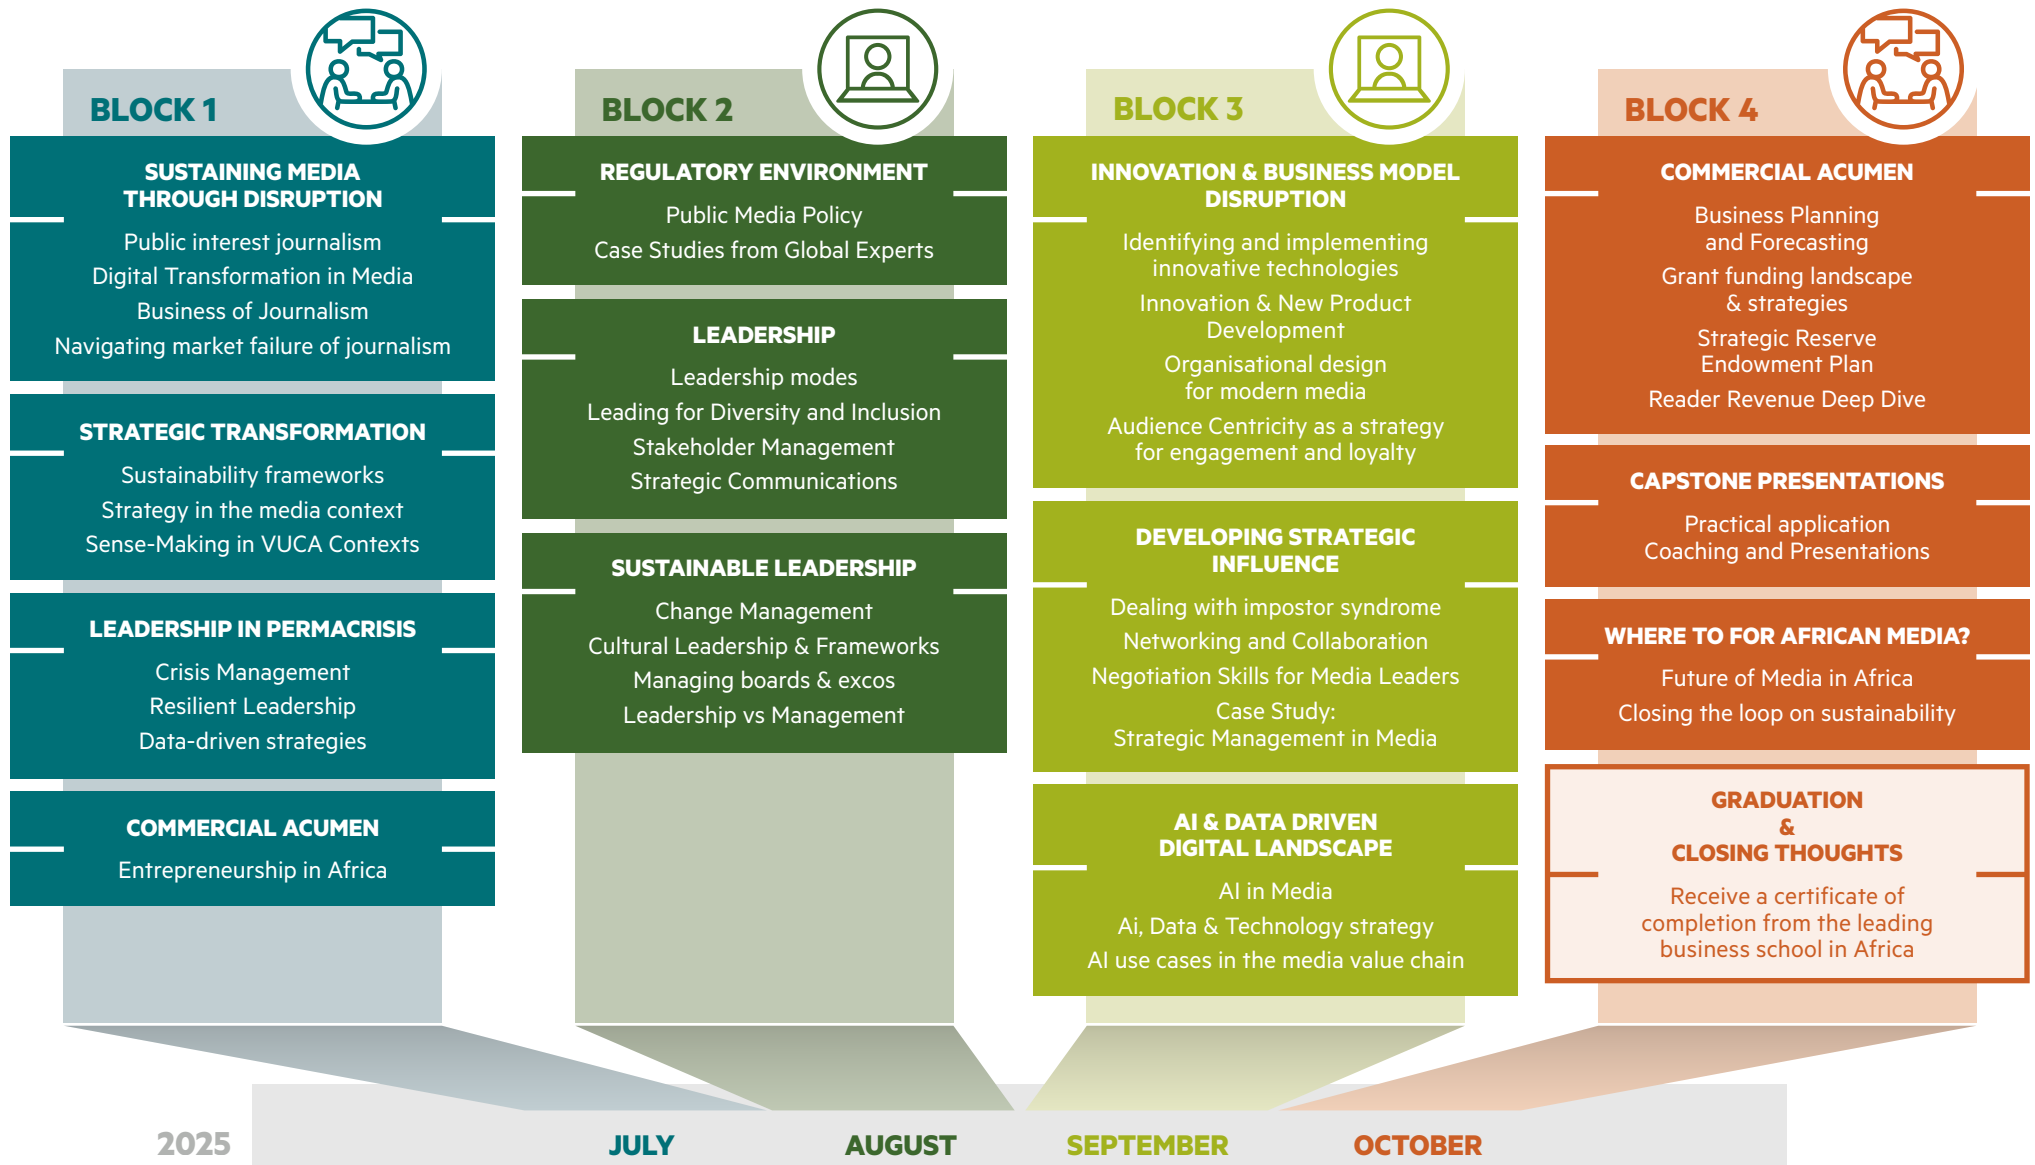 BLOCK 1
SUSTAINING MEDIA
THROUGH DISRUPTION
Public interest journalism
Digital Transformation in Media
Business of Journalism
Navigating market failure of journalism
STRATEGIC TRANSFORMATION
Sustainability frameworks
Strategy in the media context
Sense-Making in VUCA Contexts
LEADERSHIP IN PERMACRISIS
Crisis Management
Resilient Leadership
Data-driven strategies
COMMERCIAL ACUMEN
Entrepreneurship in Africa
BLOCK 2
REGULATORY ENVIRONMENT
Public Media Policy
Case Studies from Global Experts
LEADERSHIP
Leadership modes
Leading for Diversity and Inclusion
Stakeholder Management
Strategic Communications
SUSTAINABLE LEADERSHIP
Change Management
Cultural Leadership & Frameworks
Managing boards & excos
Leadership vs Management
BLOCK 3
INNOVATION & BUSINESS MODEL
DISRUPTION
Identifying and implementing
innovative technologies
Innovation & New Product
Development
Organisational design
for modern media
Audience Centricity as a strategy
for engagement and loyalty
DEVELOPING STRATEGIC
INFLUENCE
Dealing with impostor syndrome
Networking and Collaboration
Negotiation Skills for Media Leaders
Case Study:
Strategic Management in Media
AI & DATA DRIVEN
DIGITAL LANDSCAPE
AI in Media
Ai, Data & Technology strategy
AI use cases in the media value chain
BLOCK 4
COMMERCIAL ACUMEN
Business Planning
and Forecasting
Grant funding landscape
& strategies
Strategic Reserve
Endowment Plan
Reader Revenue Deep Dive
CAPSTONE PRESENTATIONS
Practical application
Coaching and Presentations
WHERE TO FOR AFRICAN MEDIA?
Future of Media in Africa
Closing the loop on sustainability
GRADUATION
&
CLOSING THOUGHTS
Receive a certificate of
completion from the leading
business school in Africa
2025
JULY
AUGUST
SEPTEMBER
OCTOBER